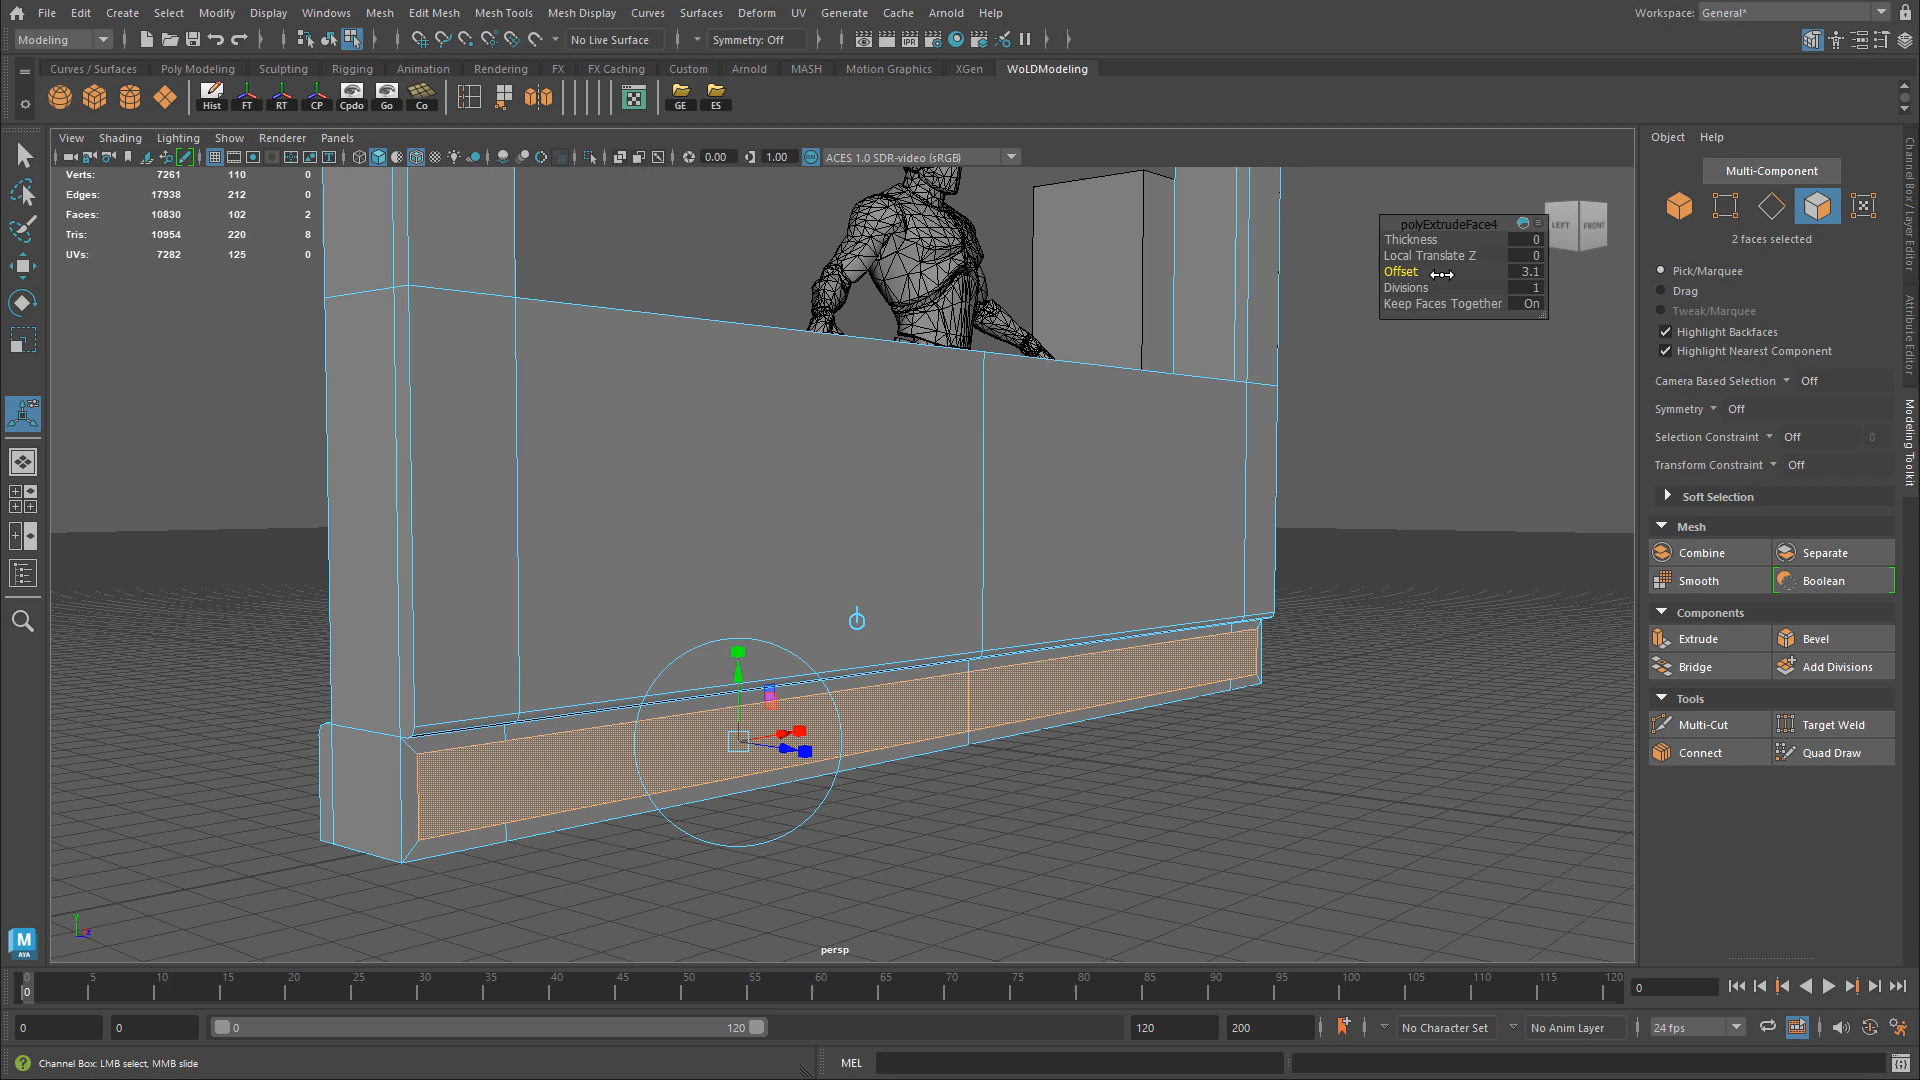 File Edit Create Select Modify Display Windows Mesh Edit Mesh Mesh Tools Mesh Display Curves Surfaces Deform UV Generate Cache Arnold Help Workspace: General*
Modeling No Live Surface Symmetry: Off
Curves / Surfaces Poly Modeling Sculpting Rigging Animation Rendering FX FX Caching Custom Arnold MASH Motion Graphics XGen WoLDModeling
Hist FT RT CP Cpdo Go Co GE ES
View Shading Lighting Show Renderer Panels
0.00 1.00 ON ACES 1.0 SDR-video (sRGB)
Verts: 7261 110 0
Edges: 17938 212 0
Faces: 10830 102 2
Tris: 10954 220 8
UVs: 7282 125 0
polyExtrudeFace4
Thickness 0
Local Translate Z 0
Offset 3.1
Divisions 1
Keep Faces Together On
LEFT FRONT
persp
y
z
Object Help
Multi-Component
2 faces selected
Pick/Marquee
Drag
Tweak/Marquee
Highlight Backfaces
Highlight Nearest Component
Camera Based Selection Off
Symmetry Off
Selection Constraint Off 0
Transform Constraint Off
Soft Selection
Mesh
Combine Separate
Smooth Boolean
Components
Extrude Bevel
Bridge Add Divisions
Tools
Multi-Cut Target Weld
Connect Quad Draw
Channel Box / Layer Editor
Attribute Editor
Modeling Toolkit
M
AYA
0 5 10 15 20 25 30 35 40 45 50 55 60 65 70 75 80 85 90 95 100 105 110 115 120
0 0
0 0 0 120 120 200 No Character Set No Anim Layer 24 fps
Channel Box: LMB select, MMB slide MEL